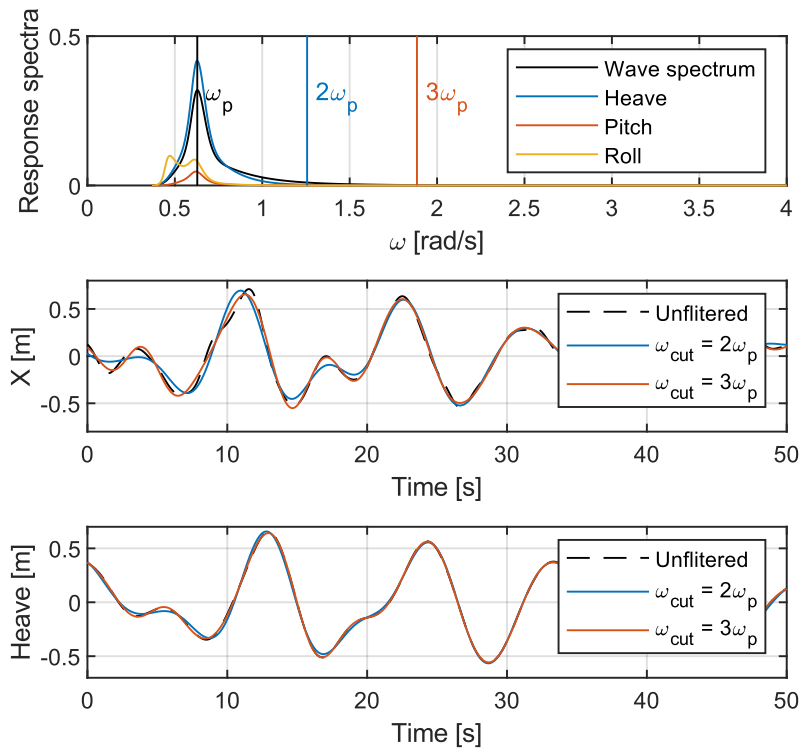 Response spectra
0.5
0
ωp
2ωp
3ωp
Wave spectrum
Heave
Pitch
Roll
0 0.5 1 1.5 2 2.5 3 3.5 4
ω [rad/s]
X [m]
0.5
0
-0.5
Unflitered
ωcut = 2ωp
ωcut = 3ωp
0 10 20 30 40 50
Time [s]
Heave [m]
0.5
0
-0.5
Unflitered
ωcut = 2ωp
ωcut = 3ωp
0 10 20 30 40 50
Time [s]